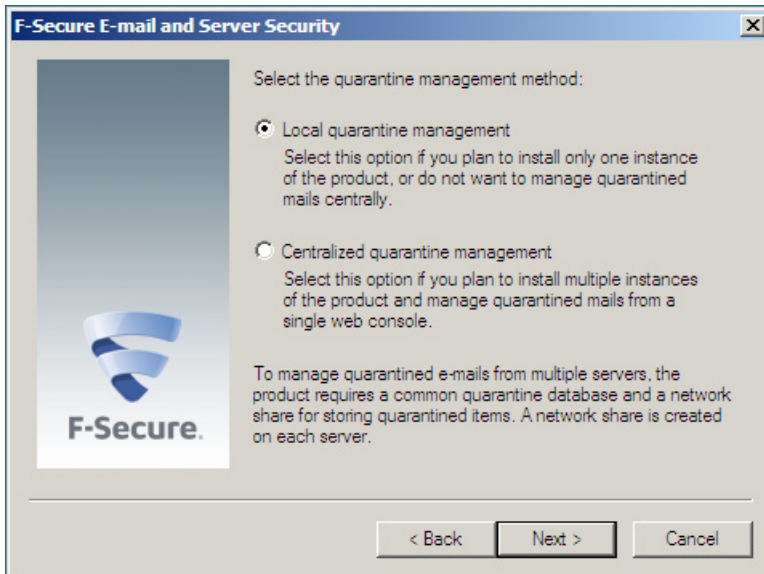 F-Secure E-mail and Server Security
Select the quarantine management method:
Local quarantine management
Select this option if you plan to install only one instance
of the product, or do not want to manage quarantined
mails centrally.
Centralized quarantine management
Select this option if you plan to install multiple instances
of the product and manage quarantined mails from a
single web console.
To manage quarantined e-mails from multiple servers, the
product requires a common quarantine database and a network
share for storing quarantined items. A network share is created
on each server.
F-Secure.
< Back
Next >
Cancel